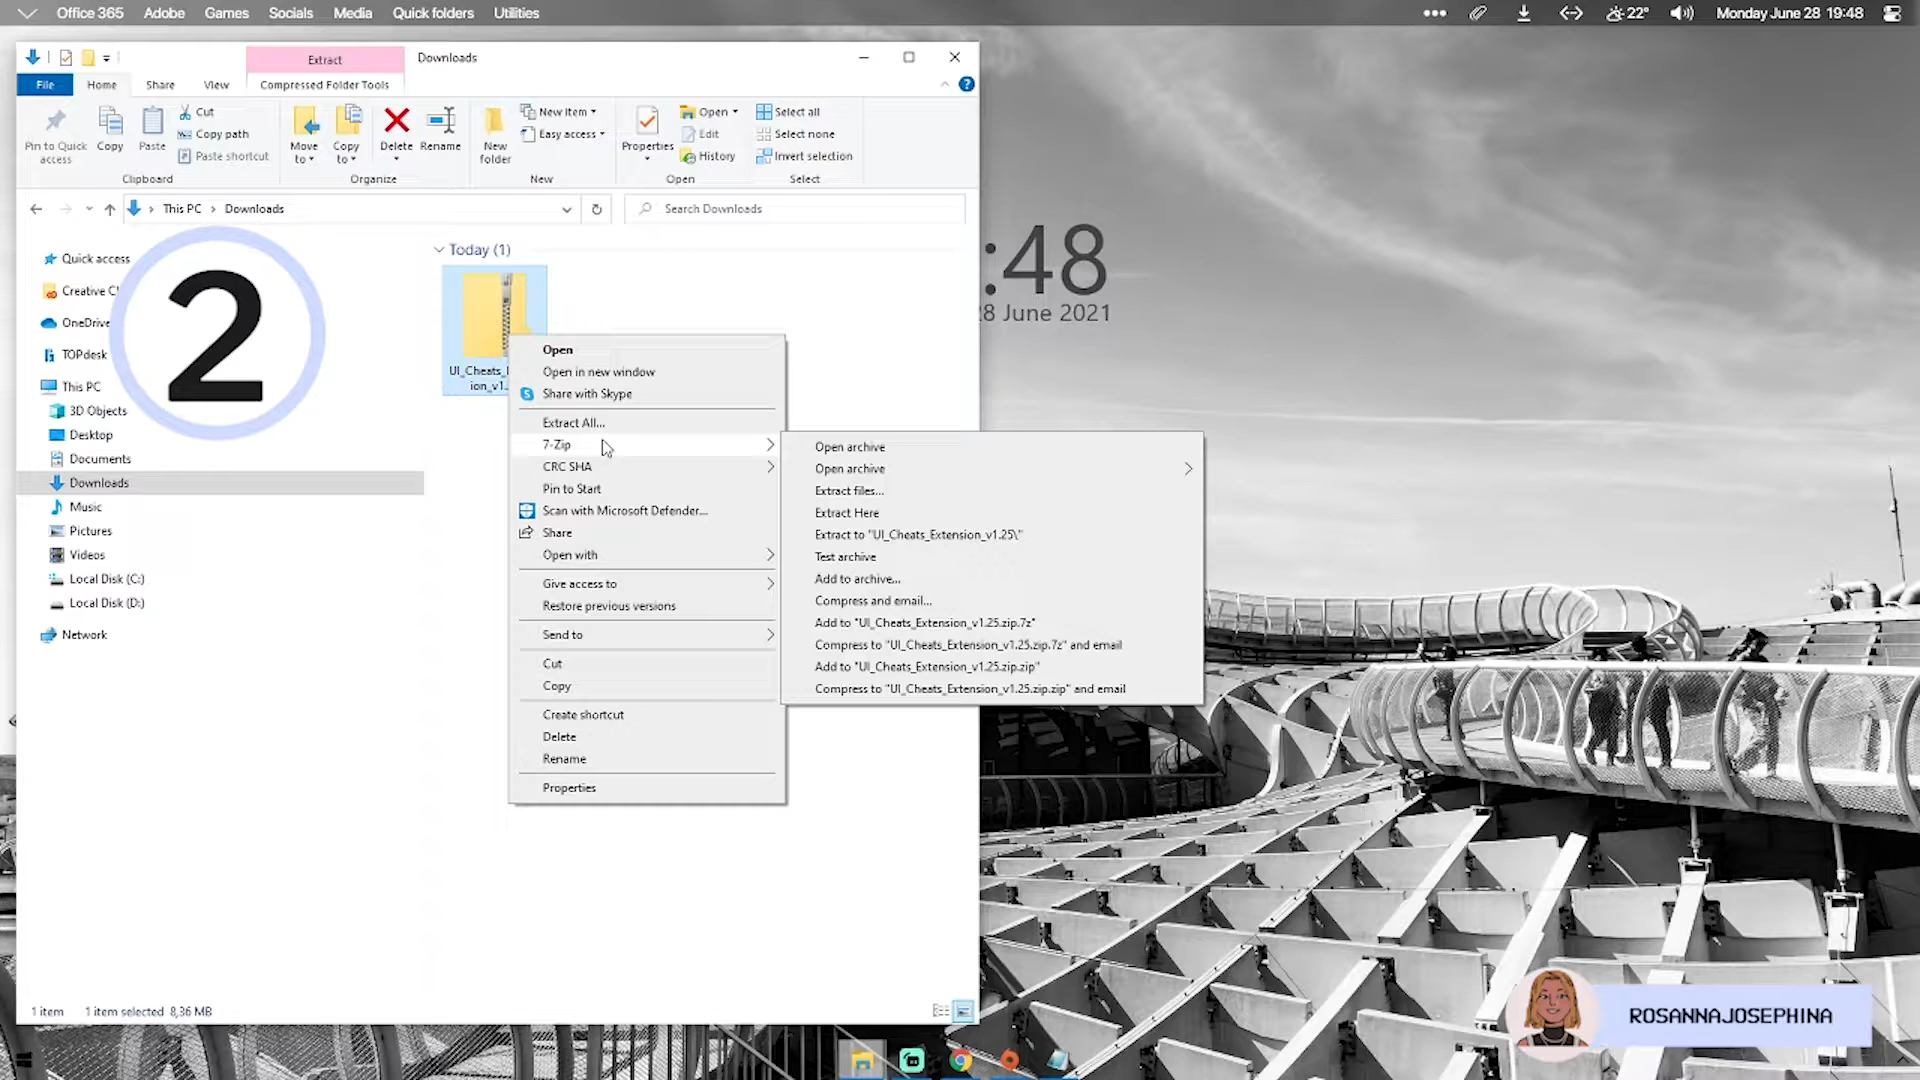 Office 365 Adobe Games Socials Media Quick folders Utilities
22° Monday June 28 19:48
Extract Downloads
File Home Share View Compressed Folder Tools
Pin to Quick access
Copy
Paste
Cut
Copy path
Paste shortcut
Clipboard
Move to
Copy to
Delete
Rename
Organize
New folder
New item
Easy access
New
Properties
Open
Edit
History
Open
Select all
Select none
Invert selection
Select
This PC > Downloads
Search Downloads
:48
28 June 2021
2
Quick access
Creative C
OneDrive
TOPdesk
This PC
3D Objects
Desktop
Documents
Downloads
Music
Pictures
Videos
Local Disk (C:)
Local Disk (D:)
Network
Today (1)
UI_Cheats_
ion_v1.
Open
Open in new window
Share with Skype
Extract All...
7-Zip
CRC SHA
Pin to Start
Scan with Microsoft Defender...
Share
Open with
Give access to
Restore previous versions
Send to
Cut
Copy
Create shortcut
Delete
Rename
Properties
Open archive
Open archive
Extract files...
Extract Here
Extract to "UI_Cheats_Extension_v1.25\"
Test archive
Add to archive...
Compress and email...
Add to "UI_Cheats_Extension_v1.25.zip.7z"
Compress to "UI_Cheats_Extension_v1.25.zip.7z" and email
Add to "UI_Cheats_Extension_v1.25.zip.zip"
Compress to "UI_Cheats_Extension_v1.25.zip.zip" and email
1 item 1 item selected 8,36 MB
ROSANNAJOSEPHINA